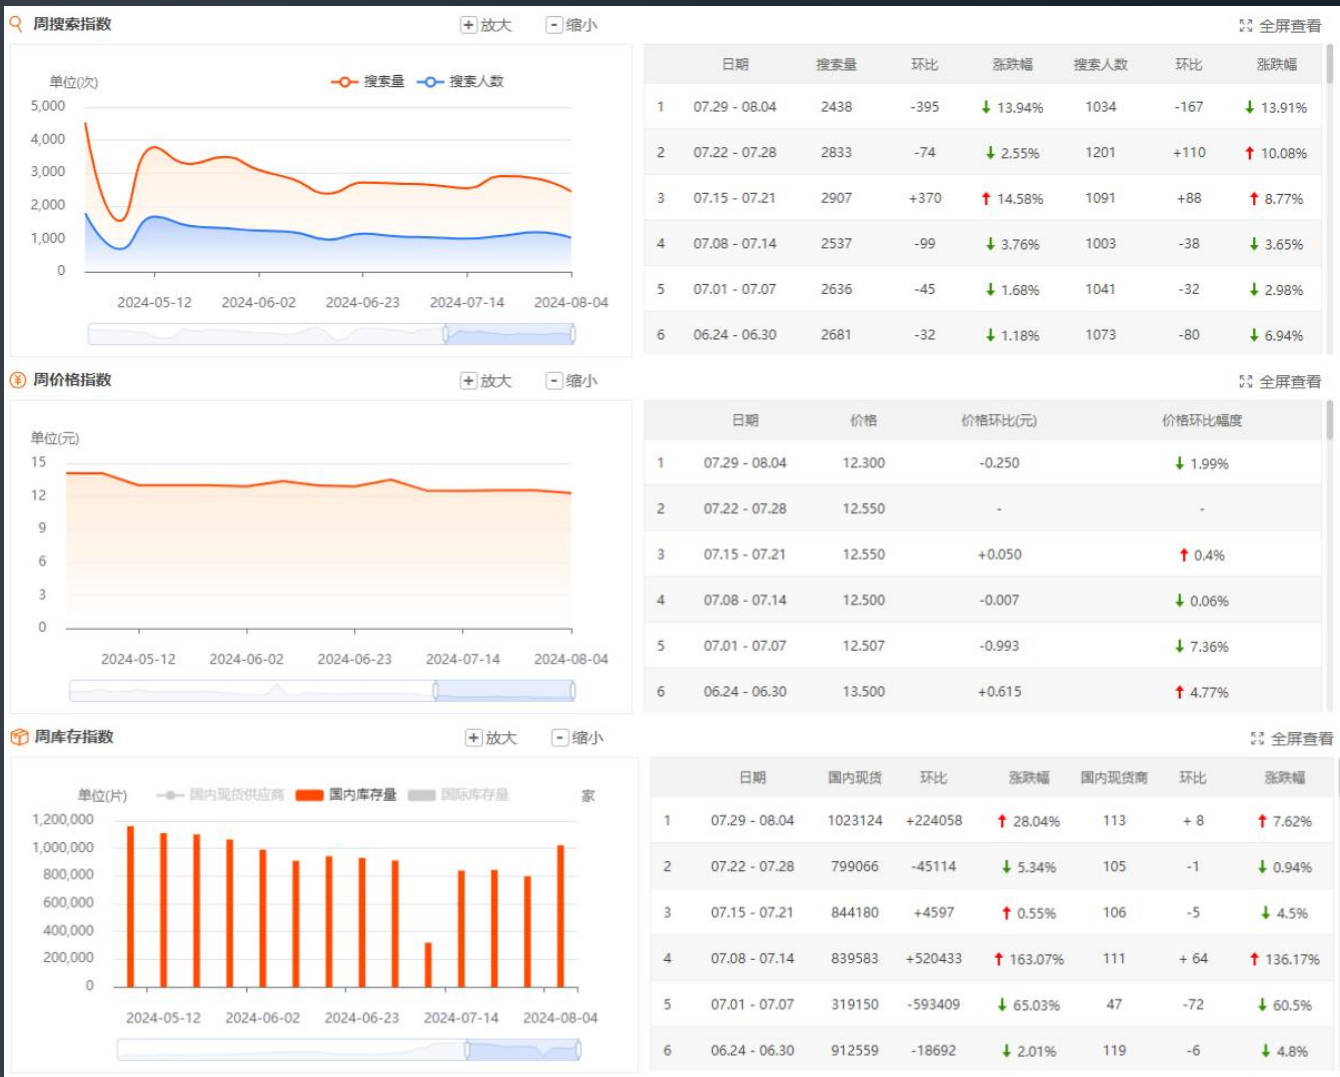 周搜索指数 + 放大 - 缩小 全屏查看
单位(次) 搜索量 搜索人数
5,000
4,000
3,000
2,000
1,000
0
2024-05-12 2024-06-02 2024-06-23 2024-07-14 2024-08-04
日期 搜索量 环比 涨跌幅 搜索人数 环比 涨跌幅
1 07.29 - 08.04 2438 -395 ↓ 13.94% 1034 -167 ↓ 13.91%
2 07.22 - 07.28 2833 -74 ↓ 2.55% 1201 +110 ↑ 10.08%
3 07.15 - 07.21 2907 +370 ↑ 14.58% 1091 +88 ↑ 8.77%
4 07.08 - 07.14 2537 -99 ↓ 3.76% 1003 -38 ↓ 3.65%
5 07.01 - 07.07 2636 -45 ↓ 1.68% 1041 -32 ↓ 2.98%
6 06.24 - 06.30 2681 -32 ↓ 1.18% 1073 -80 ↓ 6.94%
周价格指数 + 放大 - 缩小 全屏查看
单位(元)
15
12
9
6
3
0
2024-05-12 2024-06-02 2024-06-23 2024-07-14 2024-08-04
日期 价格 价格环比(元) 价格环比幅度
1 07.29 - 08.04 12.300 -0.250 ↓ 1.99%
2 07.22 - 07.28 12.550 - -
3 07.15 - 07.21 12.550 +0.050 ↑ 0.4%
4 07.08 - 07.14 12.500 -0.007 ↓ 0.06%
5 07.01 - 07.07 12.507 -0.993 ↓ 7.36%
6 06.24 - 06.30 13.500 +0.615 ↑ 4.77%
周库存指数 + 放大 - 缩小 全屏查看
单位(片) 国内现货供应商 国内库存量 国际库存量 家
1,200,000
1,000,000
800,000
600,000
400,000
200,000
0
2024-05-12 2024-06-02 2024-06-23 2024-07-14 2024-08-04
日期 国内现货 环比 涨跌幅 国内现货商 环比 涨跌幅
1 07.29 - 08.04 1023124 +224058 ↑ 28.04% 113 + 8 ↑ 7.62%
2 07.22 - 07.28 799066 -45114 ↓ 5.34% 105 -1 ↓ 0.94%
3 07.15 - 07.21 844180 +4597 ↑ 0.55% 106 -5 ↓ 4.5%
4 07.08 - 07.14 839583 +520433 ↑ 163.07% 111 + 64 ↑ 136.17%
5 07.01 - 07.07 319150 -593409 ↓ 65.03% 47 -72 ↓ 60.5%
6 06.24 - 06.30 912559 -18692 ↓ 2.01% 119 -6 ↓ 4.8%